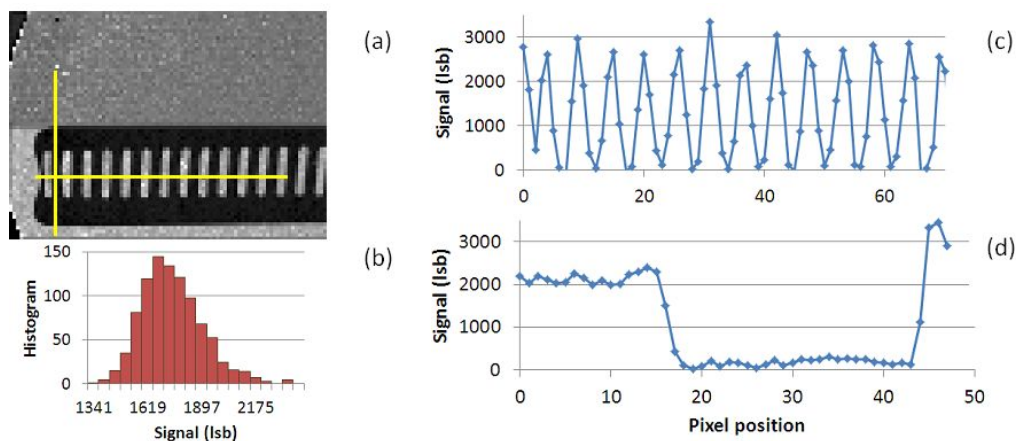 (a)
(b)
Histogram
150
100
50
0
1341 1619 1897 2175
Signal (lsb)
(c)
Signal (lsb)
3000
2000
1000
0
0 20 40 60
(d)
Signal (lsb)
3000
2000
1000
0
0 10 20 30 40 50
Pixel position